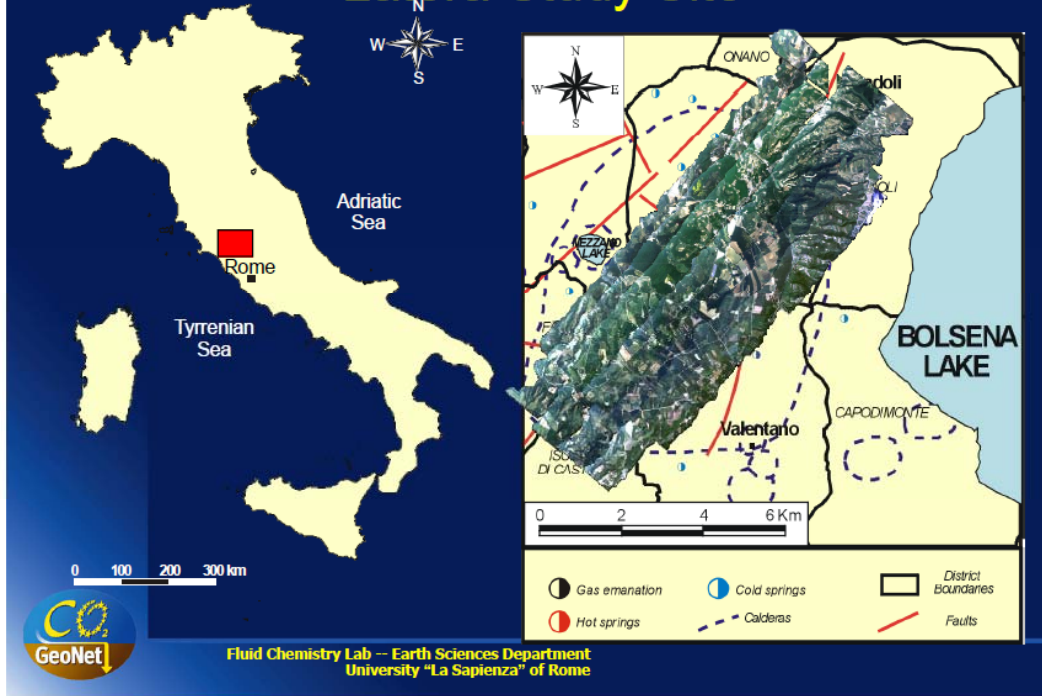 N
W E
S
Adriatic
Sea
Rome
Tyrrenian
Sea
0 100 200 300 km
CO2
GeoNet
Fluid Chemistry Lab -- Earth Sciences Department
University “La Sapienza” of Rome
N
W E
S
ONANO
MEZZANO
LAKE
BOLSENA
LAKE
CAPODIMONTE
Valentano
0 2 4 6 Km
Gas emanation
Cold springs
District
Boundaries
Hot springs
Calderas
Faults